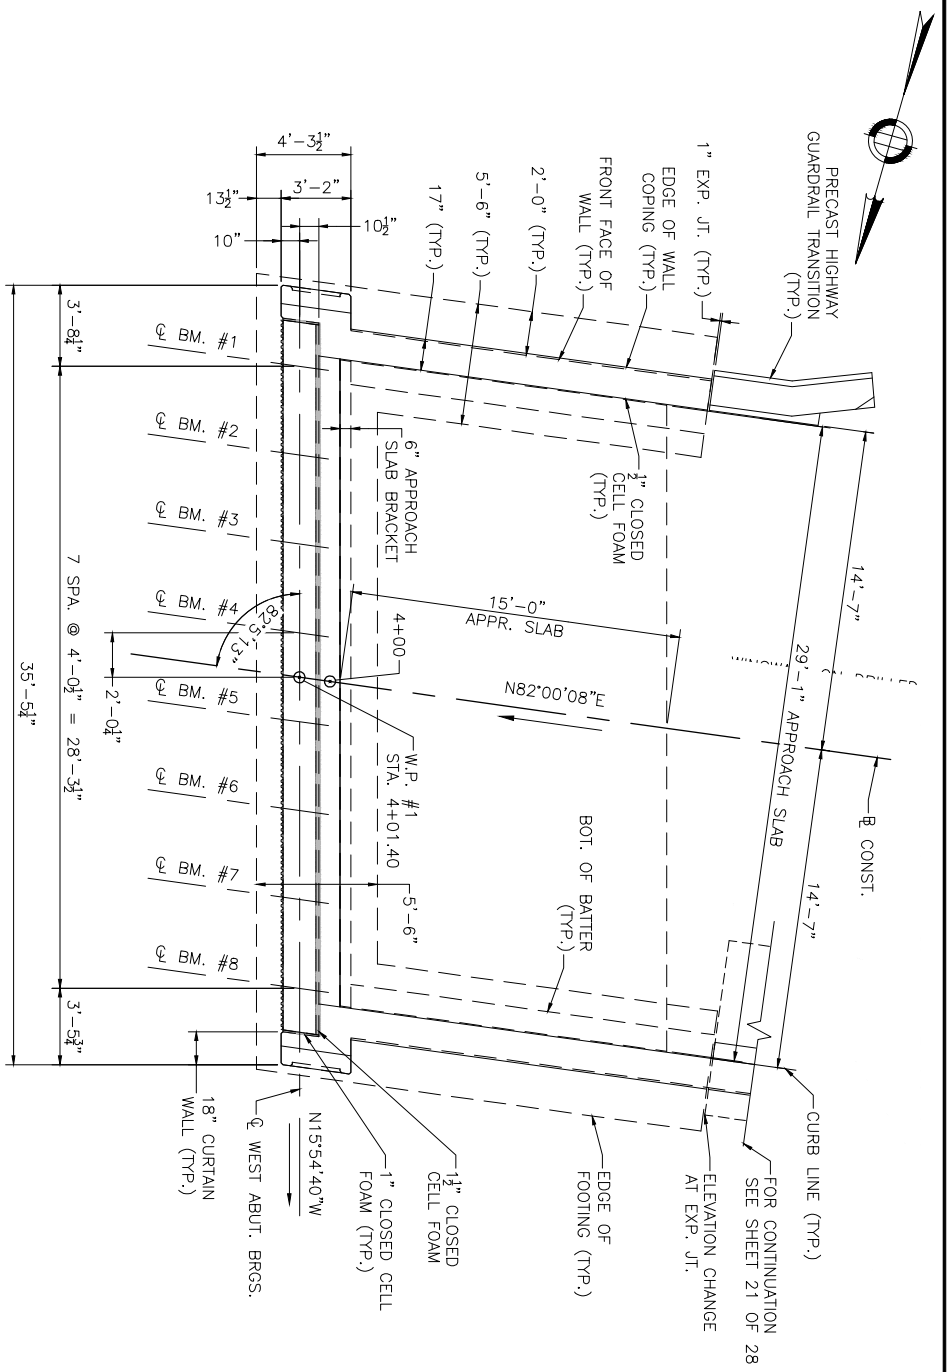 PRECAST HIGHWAY
GUARDRAIL TRANSITION
(TYP.)
1" EXP. JT. (TYP.)
EDGE OF WALL
COPING (TYP.)
FRONT FACE OF
WALL (TYP.)
2'-0" (TYP.)
5'-6" (TYP.)
17" (TYP.)
4'-3½"
3'-2"
13½"
10½"
10"
3'-8¼"
℄ BM. #1
℄ BM. #2
℄ BM. #3
℄ BM. #4
℄ BM. #5
℄ BM. #6
℄ BM. #7
℄ BM. #8
7 SPA. @ 4'-0½" = 28'-3½"
35'-5¼"
2'-0¼"
3'-5¾"
82°5'13"
6" APPROACH
SLAB BRACKET
½" CLOSED
CELL FOAM
(TYP.)
15'-0"
APPR. SLAB
4+00
N82°00'08"E
W.P. #1
STA. 4+01.40
5'-6"
BOT. OF BATTER
(TYP.)
14'-7"
29'-1" APPROACH SLAB
14'-7"
℄ CONST.
CURB LINE (TYP.)
FOR CONTINUATION
SEE SHEET 21 OF 28
ELEVATION CHANGE
AT EXP. JT.
EDGE OF
FOOTING (TYP.)
1½" CLOSED
CELL FOAM
1" CLOSED CELL
FOAM (TYP.)
N15°54'40"W
℄ WEST ABUT. BRGS.
18" CURTAIN
WALL (TYP.)